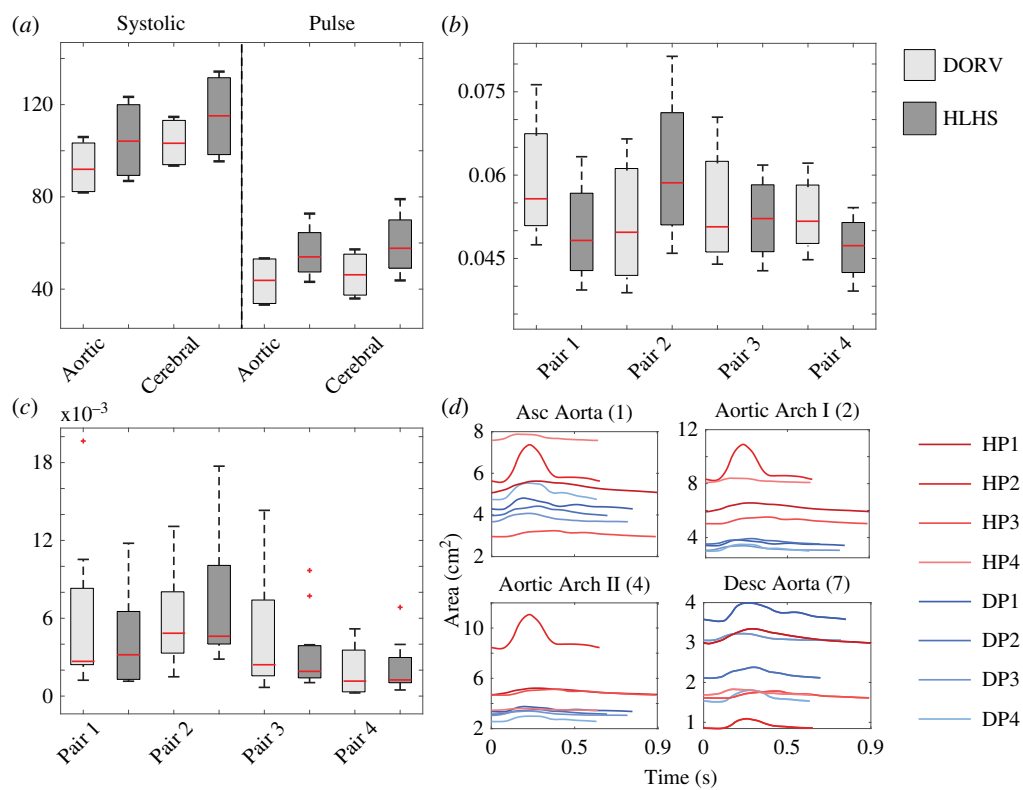 (a) Systolic Pulse
120
80
40
Aortic Cerebral Aortic Cerebral
(b)
0.075
0.06
0.045
Pair 1 Pair 2 Pair 3 Pair 4
DORV
HLHS
(c)
x10⁻³
18
12
6
0
Pair 1 Pair 2 Pair 3 Pair 4
(d)
Asc Aorta (1) Aortic Arch I (2)
8
6
4
2
12
8
4
Aortic Arch II (4) Desc Aorta (7)
10
6
2
4
3
2
1
0 0.5 0.9 0 0.5 0.9
Area (cm²)
Time (s)
HP1
HP2
HP3
HP4
DP1
DP2
DP3
DP4